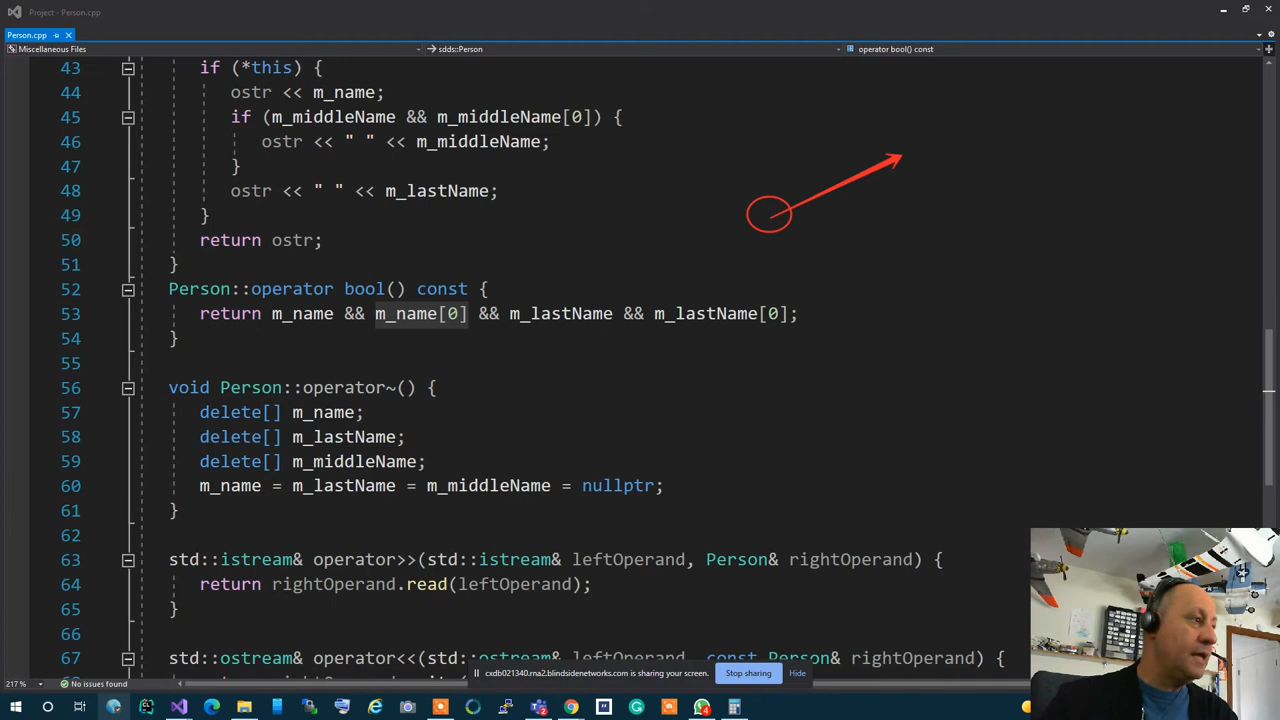 Project - Person.cpp
Person.cpp
Miscellaneous Files
sdds::Person
operator bool() const
43 if (*this) {
44 ostr << m_name;
45 if (m_middleName && m_middleName[0]) {
46 ostr << " " << m_middleName;
47 }
48 ostr << " " << m_lastName;
49 }
50 return ostr;
51 }
52 Person::operator bool() const {
53 return m_name && m_name[0] && m_lastName && m_lastName[0];
54 }
55
56 void Person::operator~() {
57 delete[] m_name;
58 delete[] m_lastName;
59 delete[] m_middleName;
60 m_name = m_lastName = m_middleName = nullptr;
61 }
62
63 std::istream& operator>>(std::istream& leftOperand, Person& rightOperand) {
64 return rightOperand.read(leftOperand);
65 }
66
67 std::ostream& operator<<(std::ostream& leftOperand, const Person& rightOperand) {
cxdb021340.rna2.blindsidenetworks.com is sharing your screen.
Stop sharing
Hide
217 %
No issues found
4